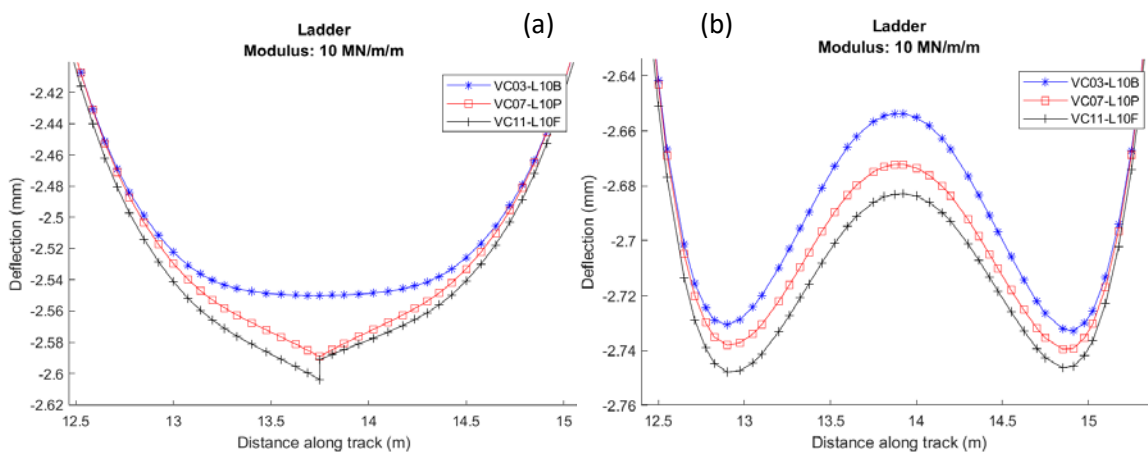 Ladder
Modulus: 10 MN/m/m
(a)
VC03-L10B
VC07-L10P
VC11-L10F
-2.42
-2.44
-2.46
-2.48
-2.5
-2.52
-2.54
-2.56
-2.58
-2.6
-2.62
Deflection (mm)
12.5
13
13.5
14
14.5
15
Distance along track (m)
(b)
Ladder
Modulus: 10 MN/m/m
VC03-L10B
VC07-L10P
VC11-L10F
-2.64
-2.66
-2.68
-2.7
-2.72
-2.74
-2.76
Deflection (mm)
12.5
13
13.5
14
14.5
15
Distance along track (m)